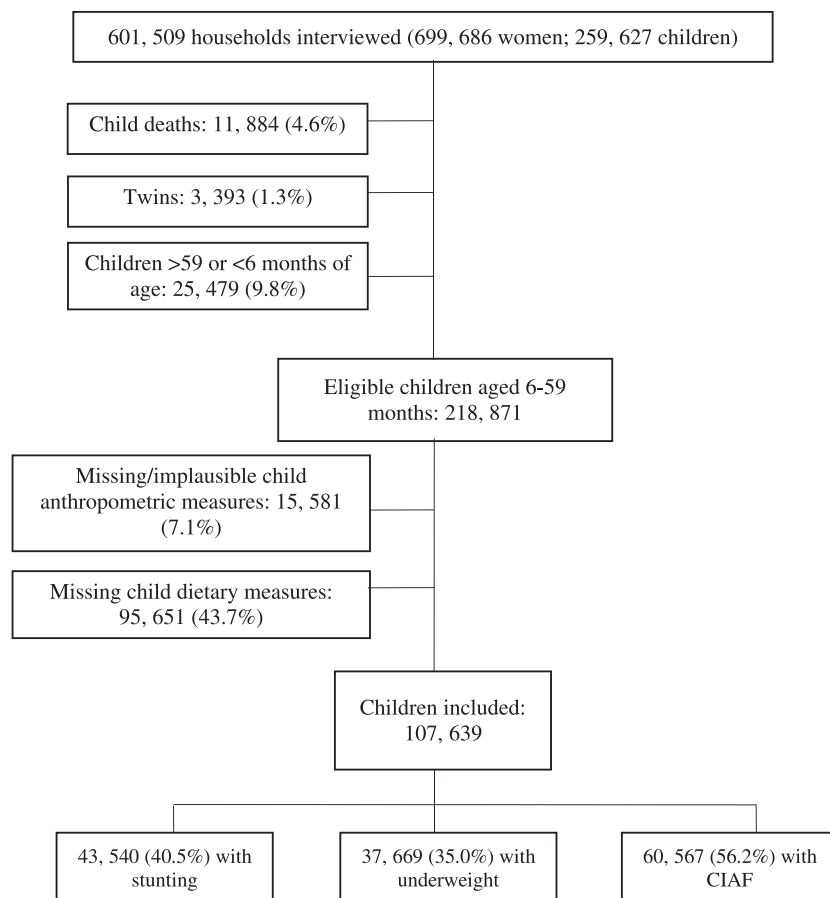 601, 509 households interviewed (699, 686 women; 259, 627 children)
Child deaths: 11, 884 (4.6%)
Twins: 3, 393 (1.3%)
Children >59 or <6 months of
age: 25, 479 (9.8%)
Eligible children aged 6-59
months: 218, 871
Missing/implausible child
anthropometric measures: 15, 581
(7.1%)
Missing child dietary measures:
95, 651 (43.7%)
Children included:
107, 639
43, 540 (40.5%) with
stunting
37, 669 (35.0%) with
underweight
60, 567 (56.2%) with
CIAF